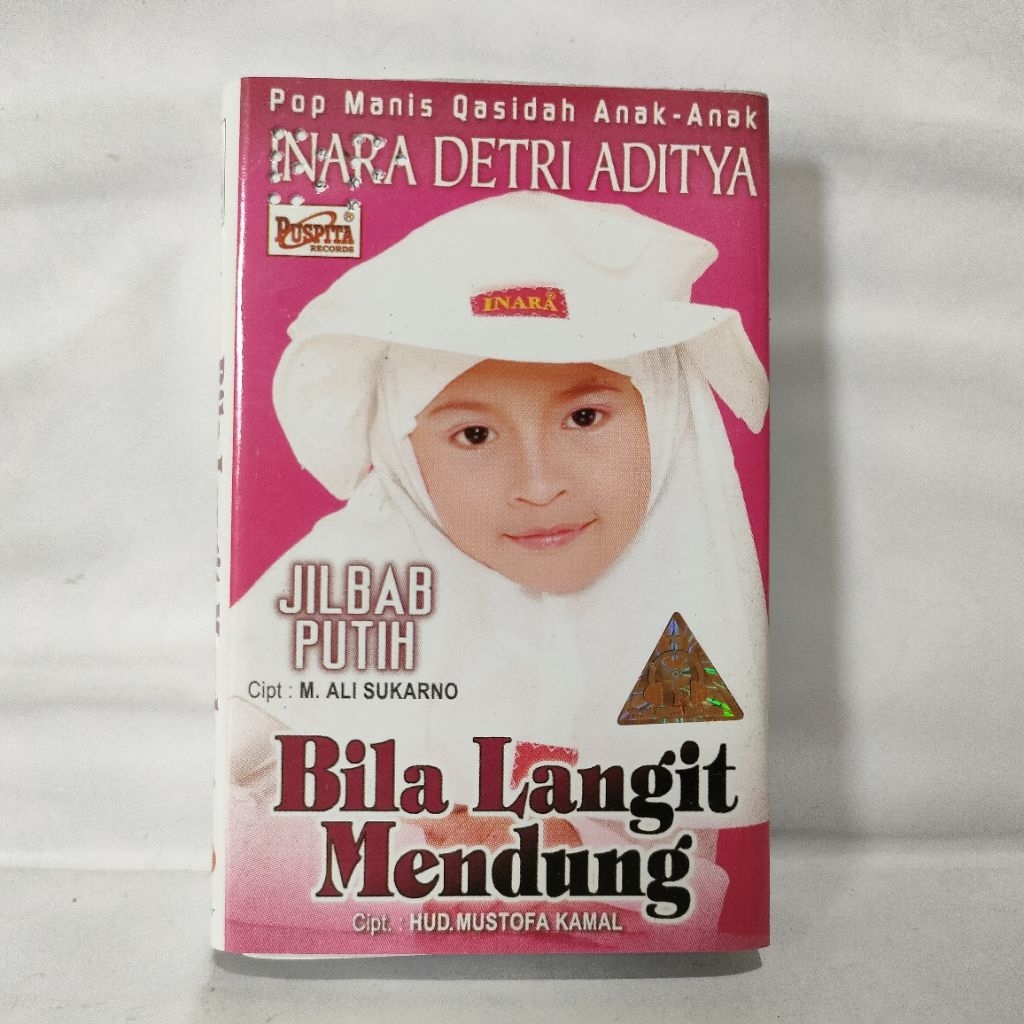 Pop Manis Qasidah Anak-Anak
INARA DETRI ADITYA
PUSPITA ®
RECORDS
INARA
JILBAB
PUTIH
Cipt : M. ALI SUKARNO
Bila Langit
Mendung
Cipt. : HUD. MUSTOFA KAMAL